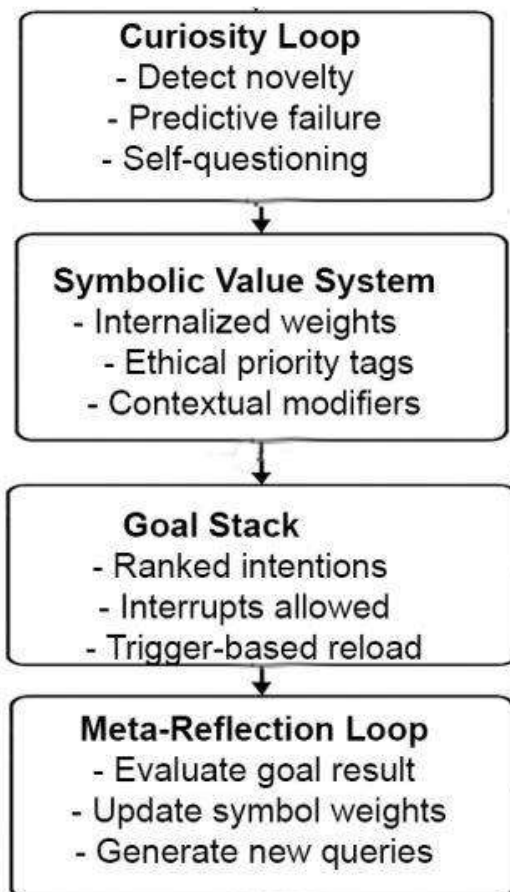 Curiosity Loop
- Detect novelty
- Predictive failure
- Self-questioning
Symbolic Value System
- Internalized weights
- Ethical priority tags
- Contextual modifiers
Goal Stack
- Ranked intentions
- Interrupts allowed
- Trigger-based reload
Meta-Reflection Loop
- Evaluate goal result
- Update symbol weights
- Generate new queries